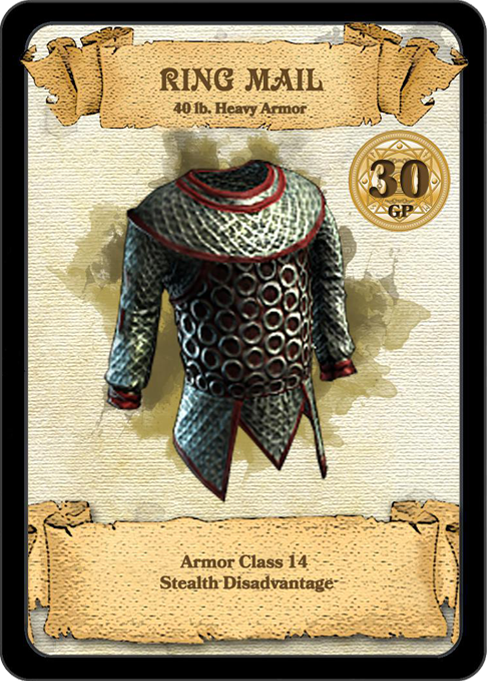 RING MAIL
40 lb. Heavy Armor
30
GP
Armor Class 14
Stealth Disadvantage